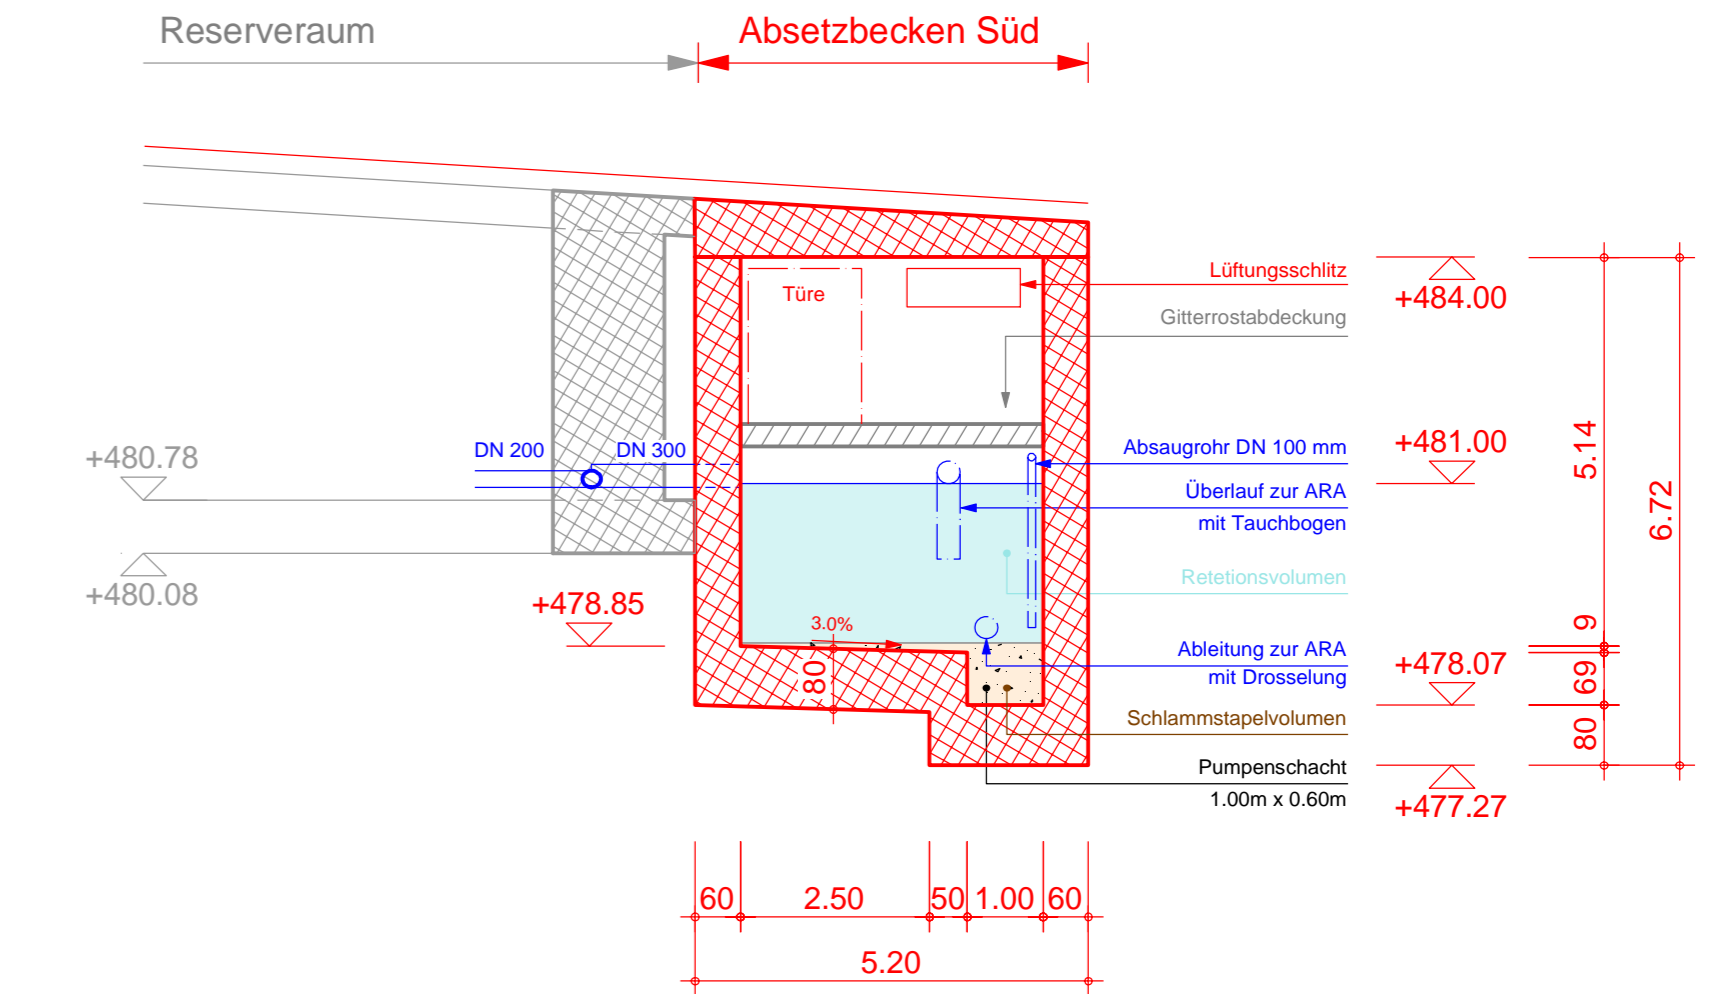 Reserveraum
Absetzbecken Süd
Türe
Lüftungsschlitz
+484.00
Gitterrostabdeckung
+480.78
DN 200
DN 300
Absaugrohr DN 100 mm
+481.00
5.14
6.72
Überlauf zur ARA
mit Tauchbogen
+480.08
+478.85
Retetionsvolumen
3.0%
80
Ableitung zur ARA
mit Drosselung
+478.07
9
69
80
Schlammstapelvolumen
Pumpenschacht
1.00m x 0.60m
+477.27
60 2.50 50 1.00 60
5.20